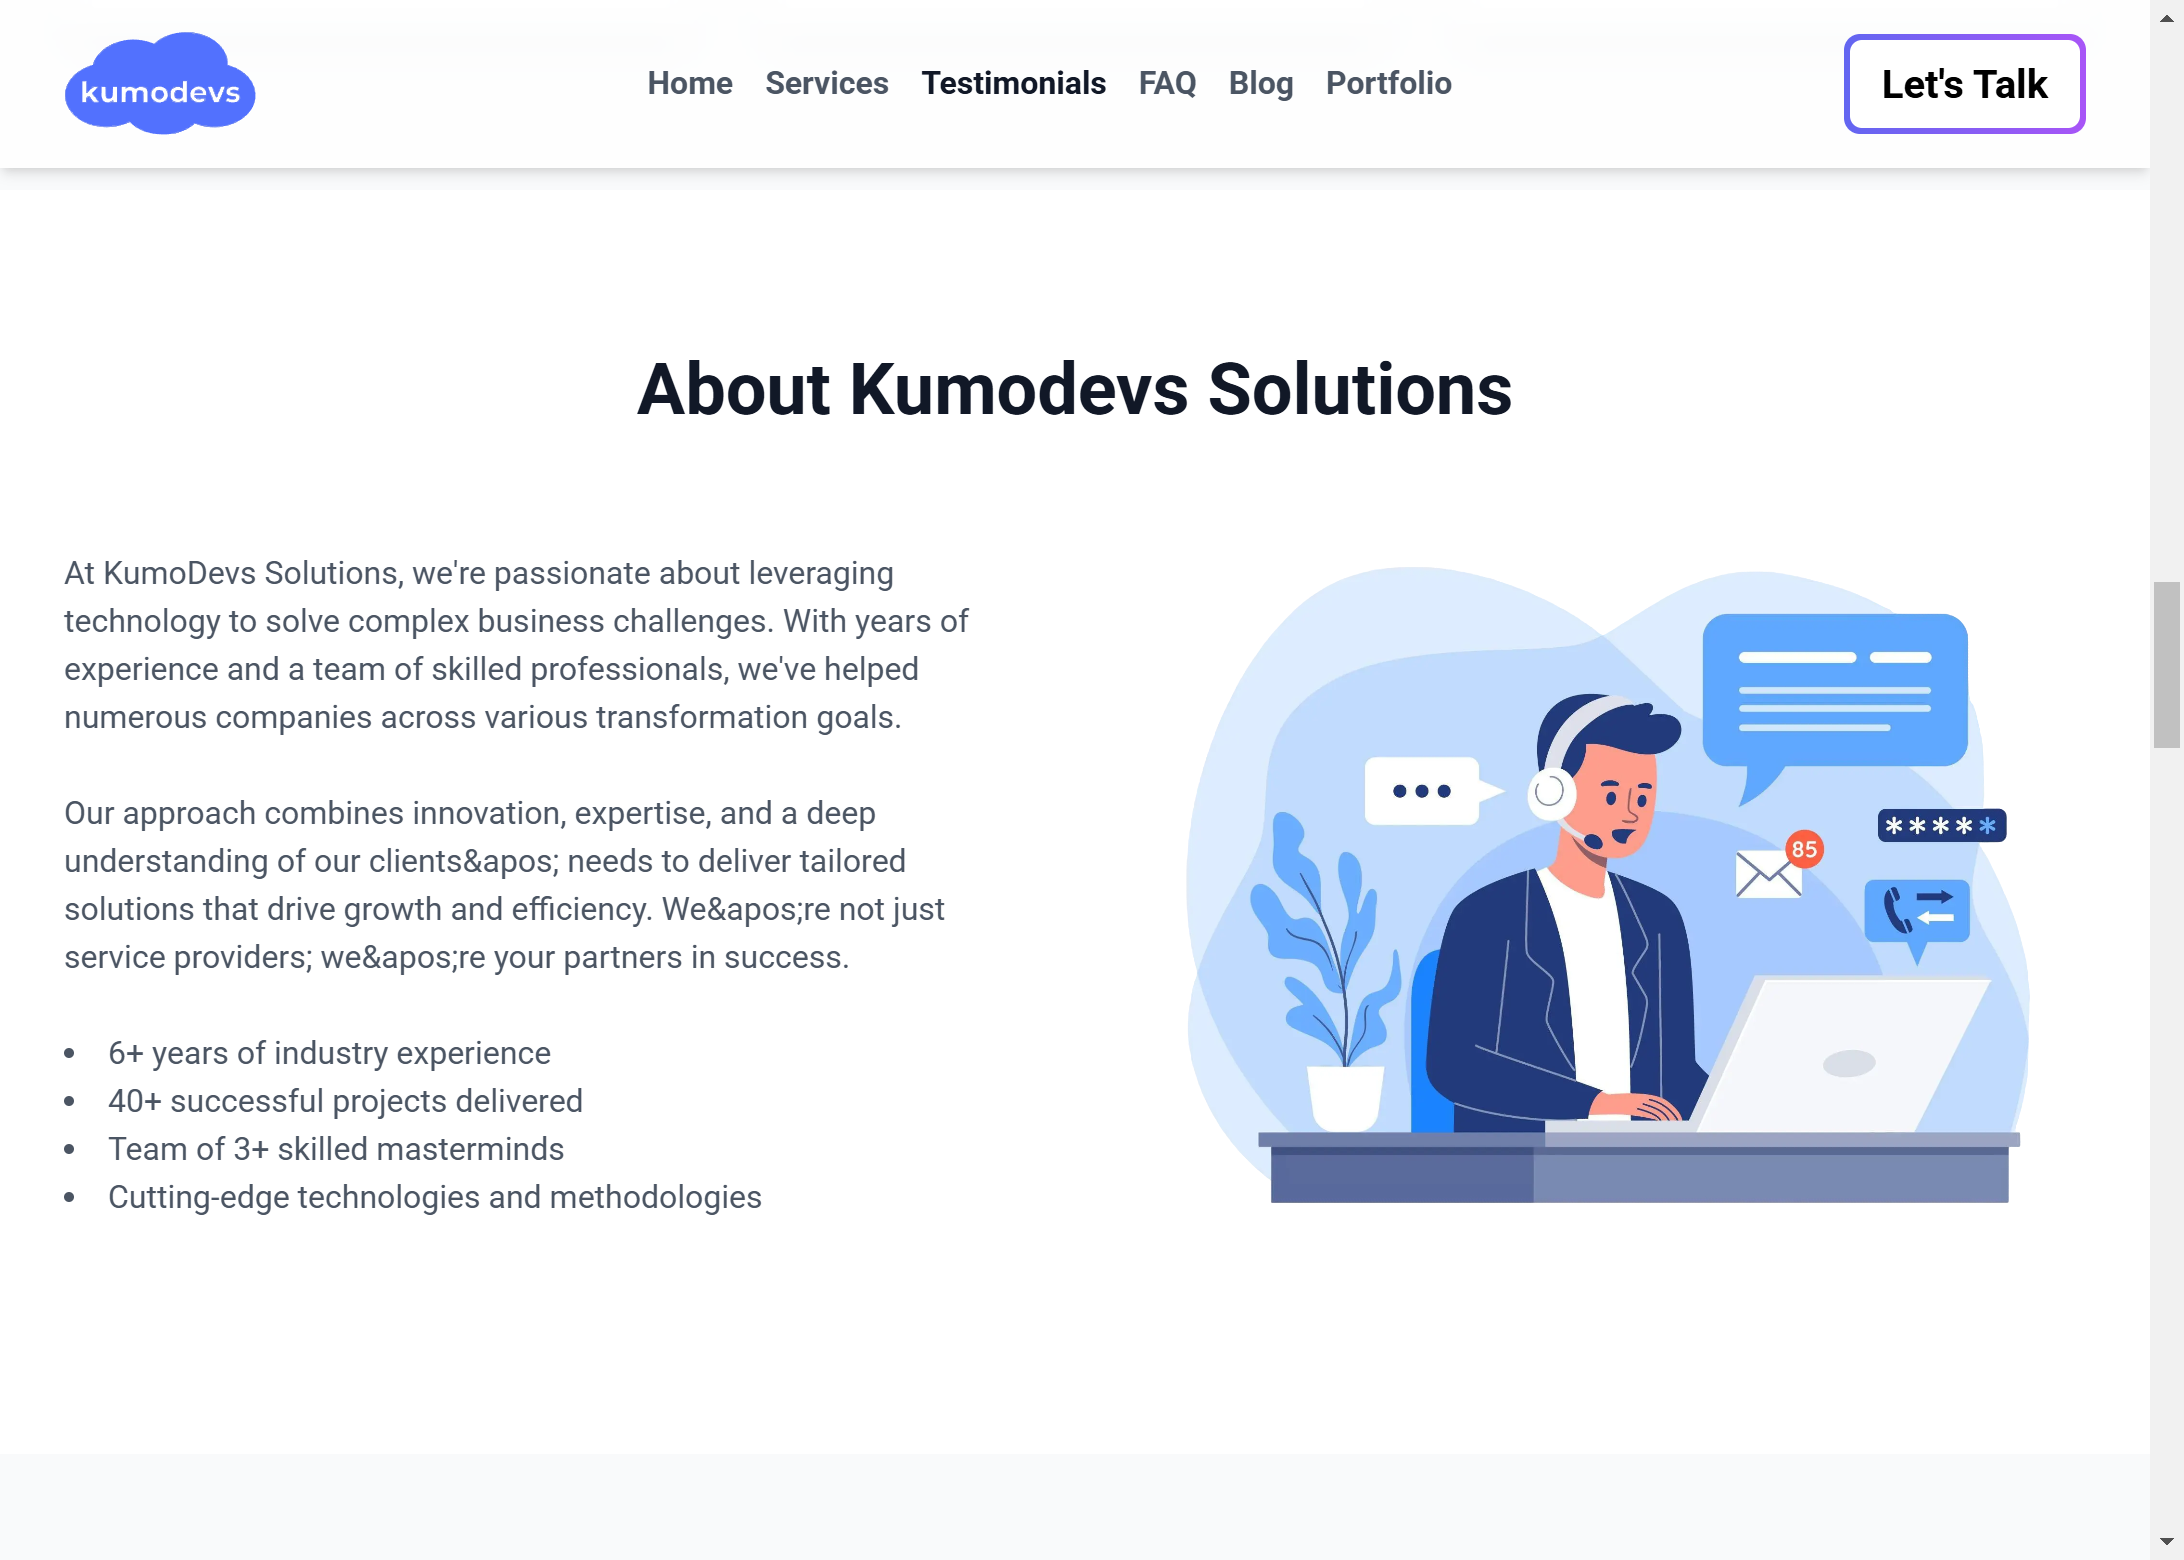 kumodevs
Home Services Testimonials FAQ Blog Portfolio
Let's Talk
About Kumodevs Solutions
At KumoDevs Solutions, we're passionate about leveraging
technology to solve complex business challenges. With years of
experience and a team of skilled professionals, we've helped
numerous companies across various transformation goals.
Our approach combines innovation, expertise, and a deep
understanding of our clients&apos; needs to deliver tailored
solutions that drive growth and efficiency. We&apos;re not just
service providers; we&apos;re your partners in success.
• 6+ years of industry experience
• 40+ successful projects delivered
• Team of 3+ skilled masterminds
• Cutting-edge technologies and methodologies
*****
85